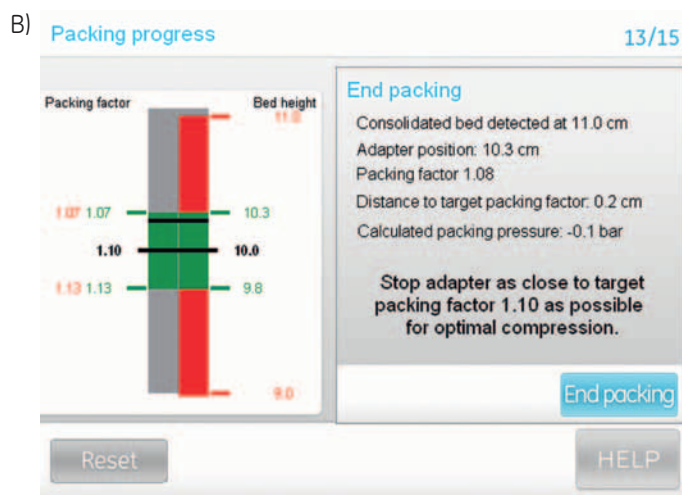 B)
Packing progress
13/15
Packing factor
Bed height
11.0
1.07 1.07
10.3
1.10
10.0
1.13 1.13
9.8
9.0
End packing
Consolidated bed detected at 11.0 cm
Adapter position: 10.3 cm
Packing factor 1.08
Distance to target packing factor: 0.2 cm
Calculated packing pressure: -0.1 bar
Stop adapter as close to target
packing factor 1.10 as possible
for optimal compression.
End packing
Reset
HELP